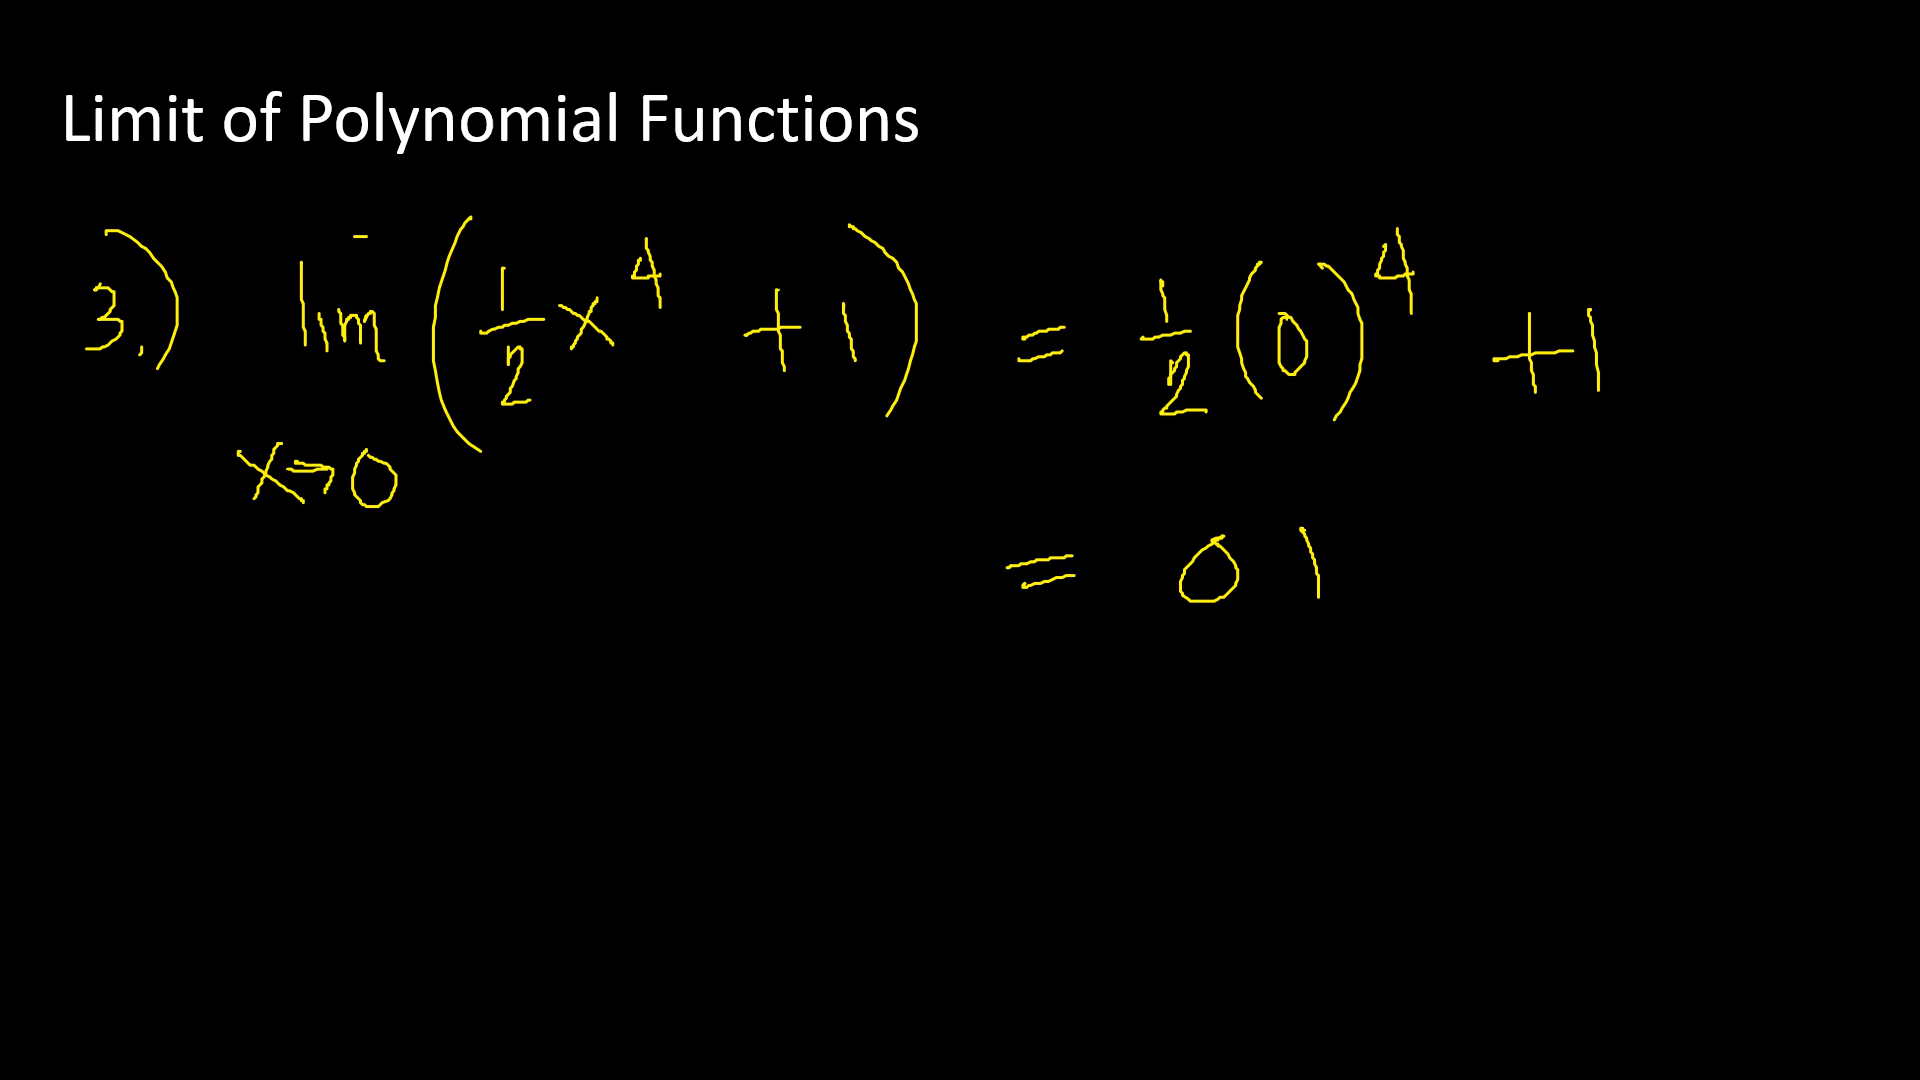 Limit of Polynomial Functions
3.) lim (1/2 x^4 + 1) = 1/2 (0)^4 + 1
x→0
= 0 1